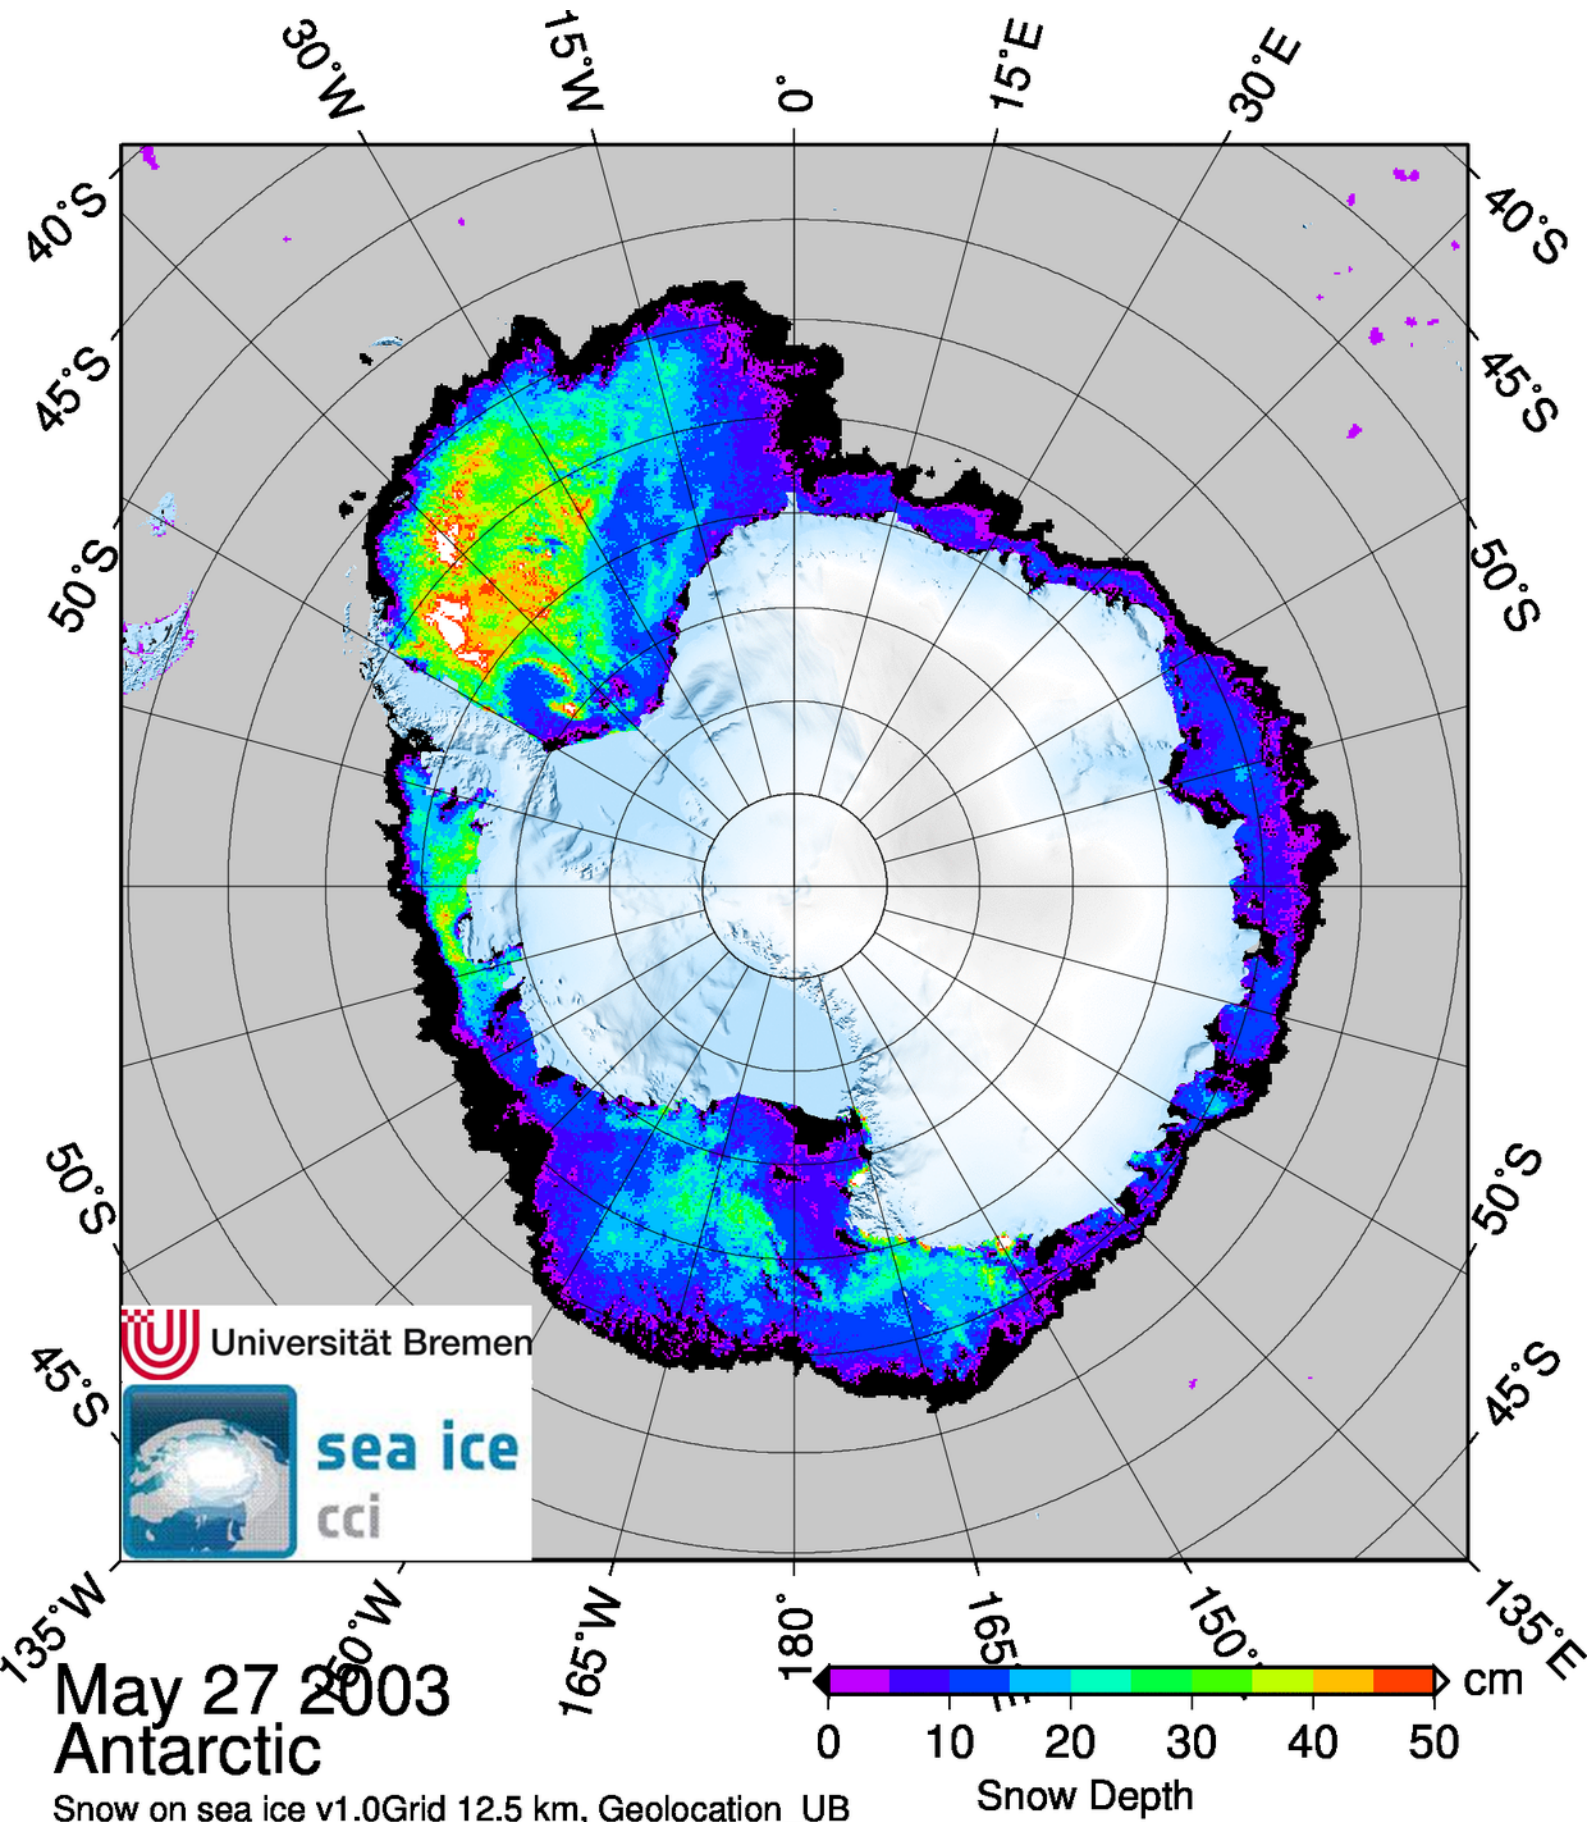 30°W 15°W 0° 15°E 30°E
40°S 40°S
45°S 45°S
50°S 50°S
50°S 50°S
45°S 45°S
Universität Bremen
sea ice
cci
135°W 150°W 165°W 180° 165°E 150° 135°E
May 27 2003
Antarctic
Snow on sea ice v1.0Grid 12.5 km, Geolocation UB
cm
0 10 20 30 40 50
Snow Depth